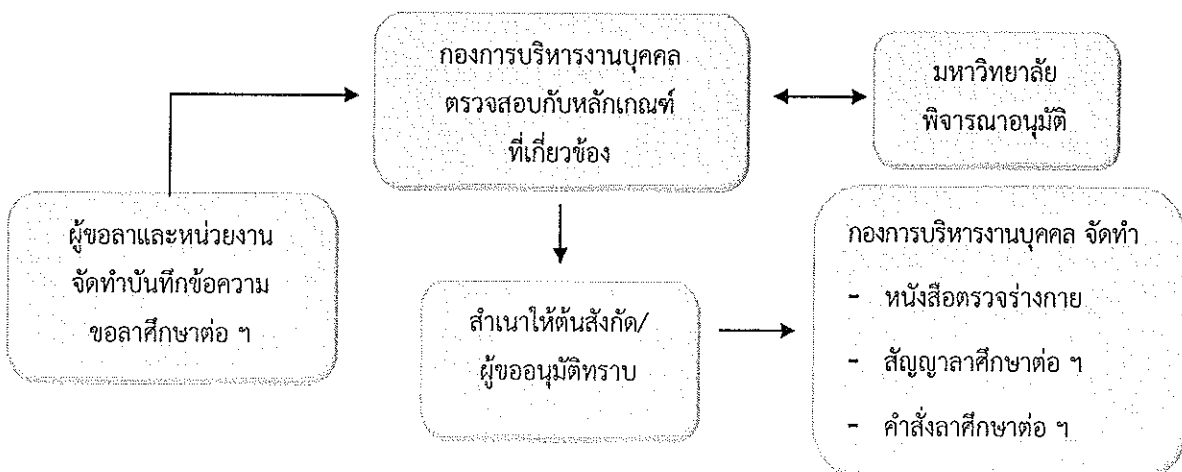 กองการบริหารงานบุคคล
ตรวจสอบกับหลักเกณฑ์
ที่เกี่ยวข้อง
มหาวิทยาลัย
พิจารณาอนุมัติ
ผู้ขอลาและหน่วยงาน
จัดทำบันทึกข้อความ
ขอลาศึกษาต่อ ฯ
สำเนาให้ต้นสังกัด/
ผู้ขออนุมัติทราบ
กองการบริหารงานบุคคล จัดทำ
- หนังสือตรวจร่างกาย
- สัญญาลาศึกษาต่อ ฯ
- คำสั่งลาศึกษาต่อ ฯ